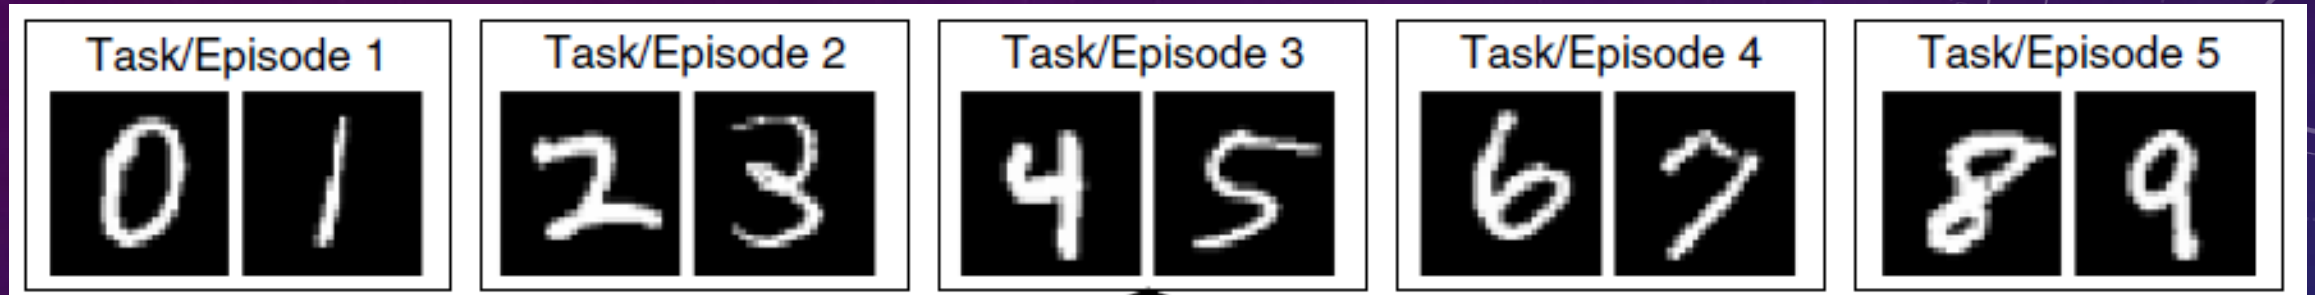 Task/Episode 1
0 1
Task/Episode 2
2 3
Task/Episode 3
4 5
Task/Episode 4
6 7
Task/Episode 5
8 9